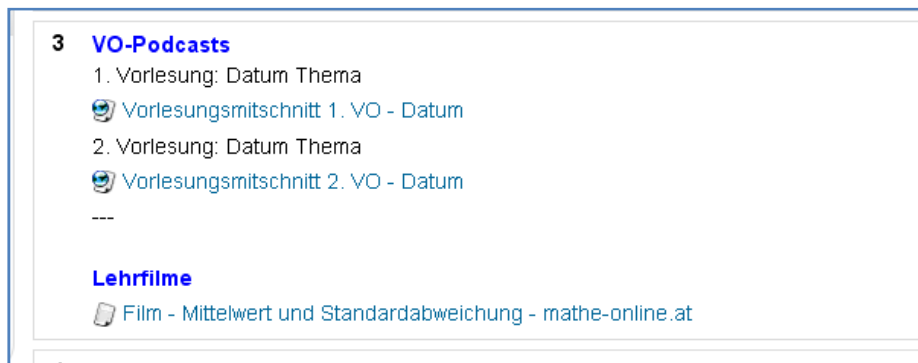 3 VO-Podcasts
1. Vorlesung: Datum Thema
Vorlesungsmitschnitt 1. VO - Datum
2. Vorlesung: Datum Thema
Vorlesungsmitschnitt 2. VO - Datum
---
Lehrfilme
Film - Mittelwert und Standardabweichung - mathe-online.at